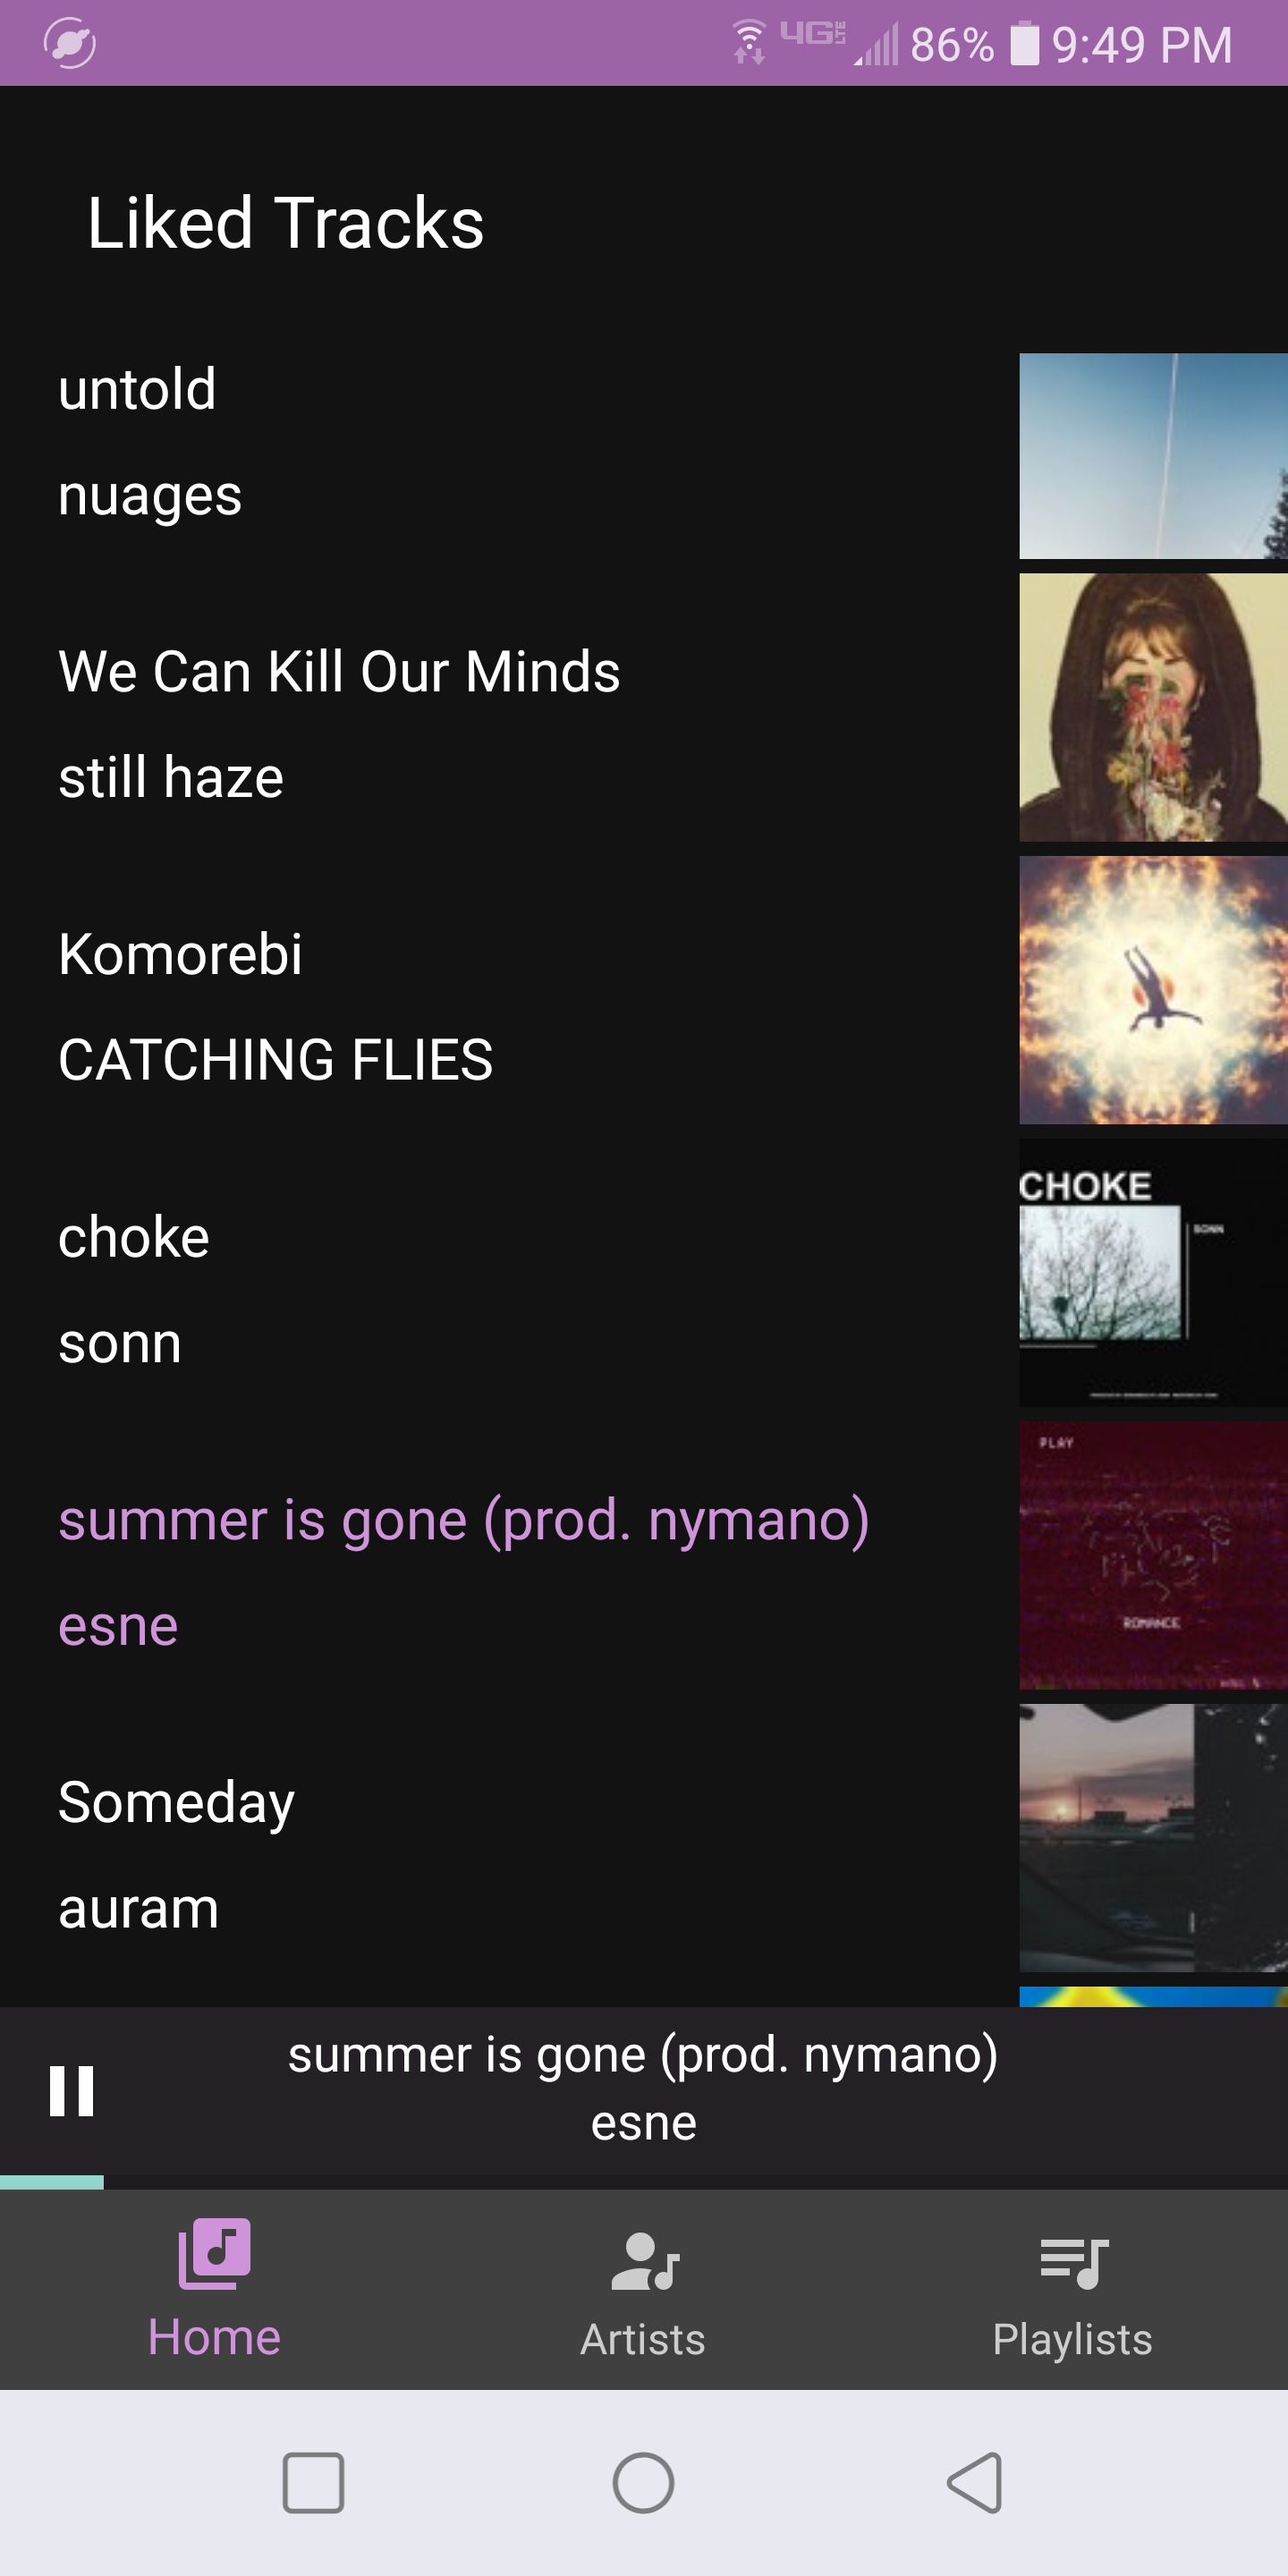 4G LTE 86% 9:49 PM
Liked Tracks
untold
nuages
We Can Kill Our Minds
still haze
Komorebi
CATCHING FLIES
choke
sonn
CHOKE
SONN
summer is gone (prod. nymano)
esne
PLAY
ROMANCE
Someday
auram
summer is gone (prod. nymano)
esne
Home
Artists
Playlists